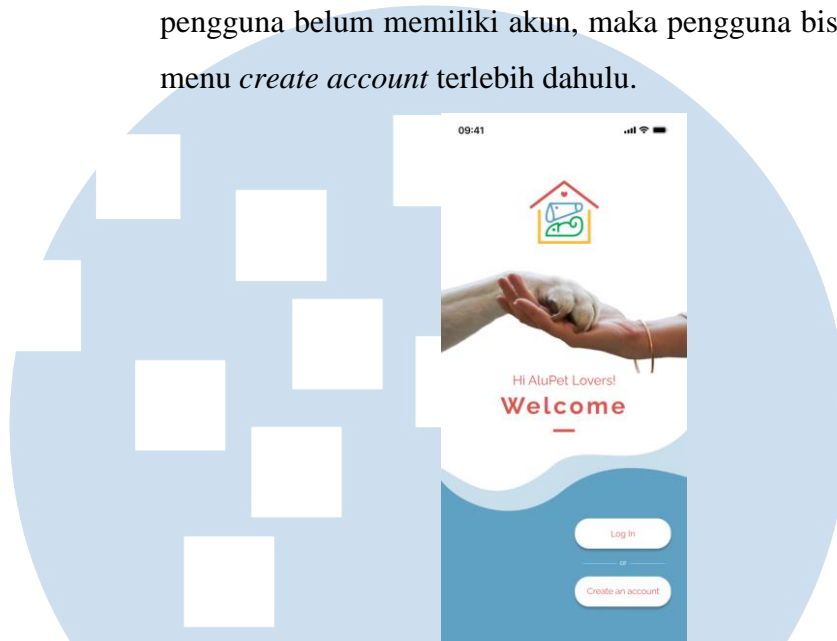 pengguna belum memiliki akun, maka pengguna bis
menu create account terlebih dahulu.
09:41
Hi AluPet Lovers!
Welcome
Log In
or
Create an account